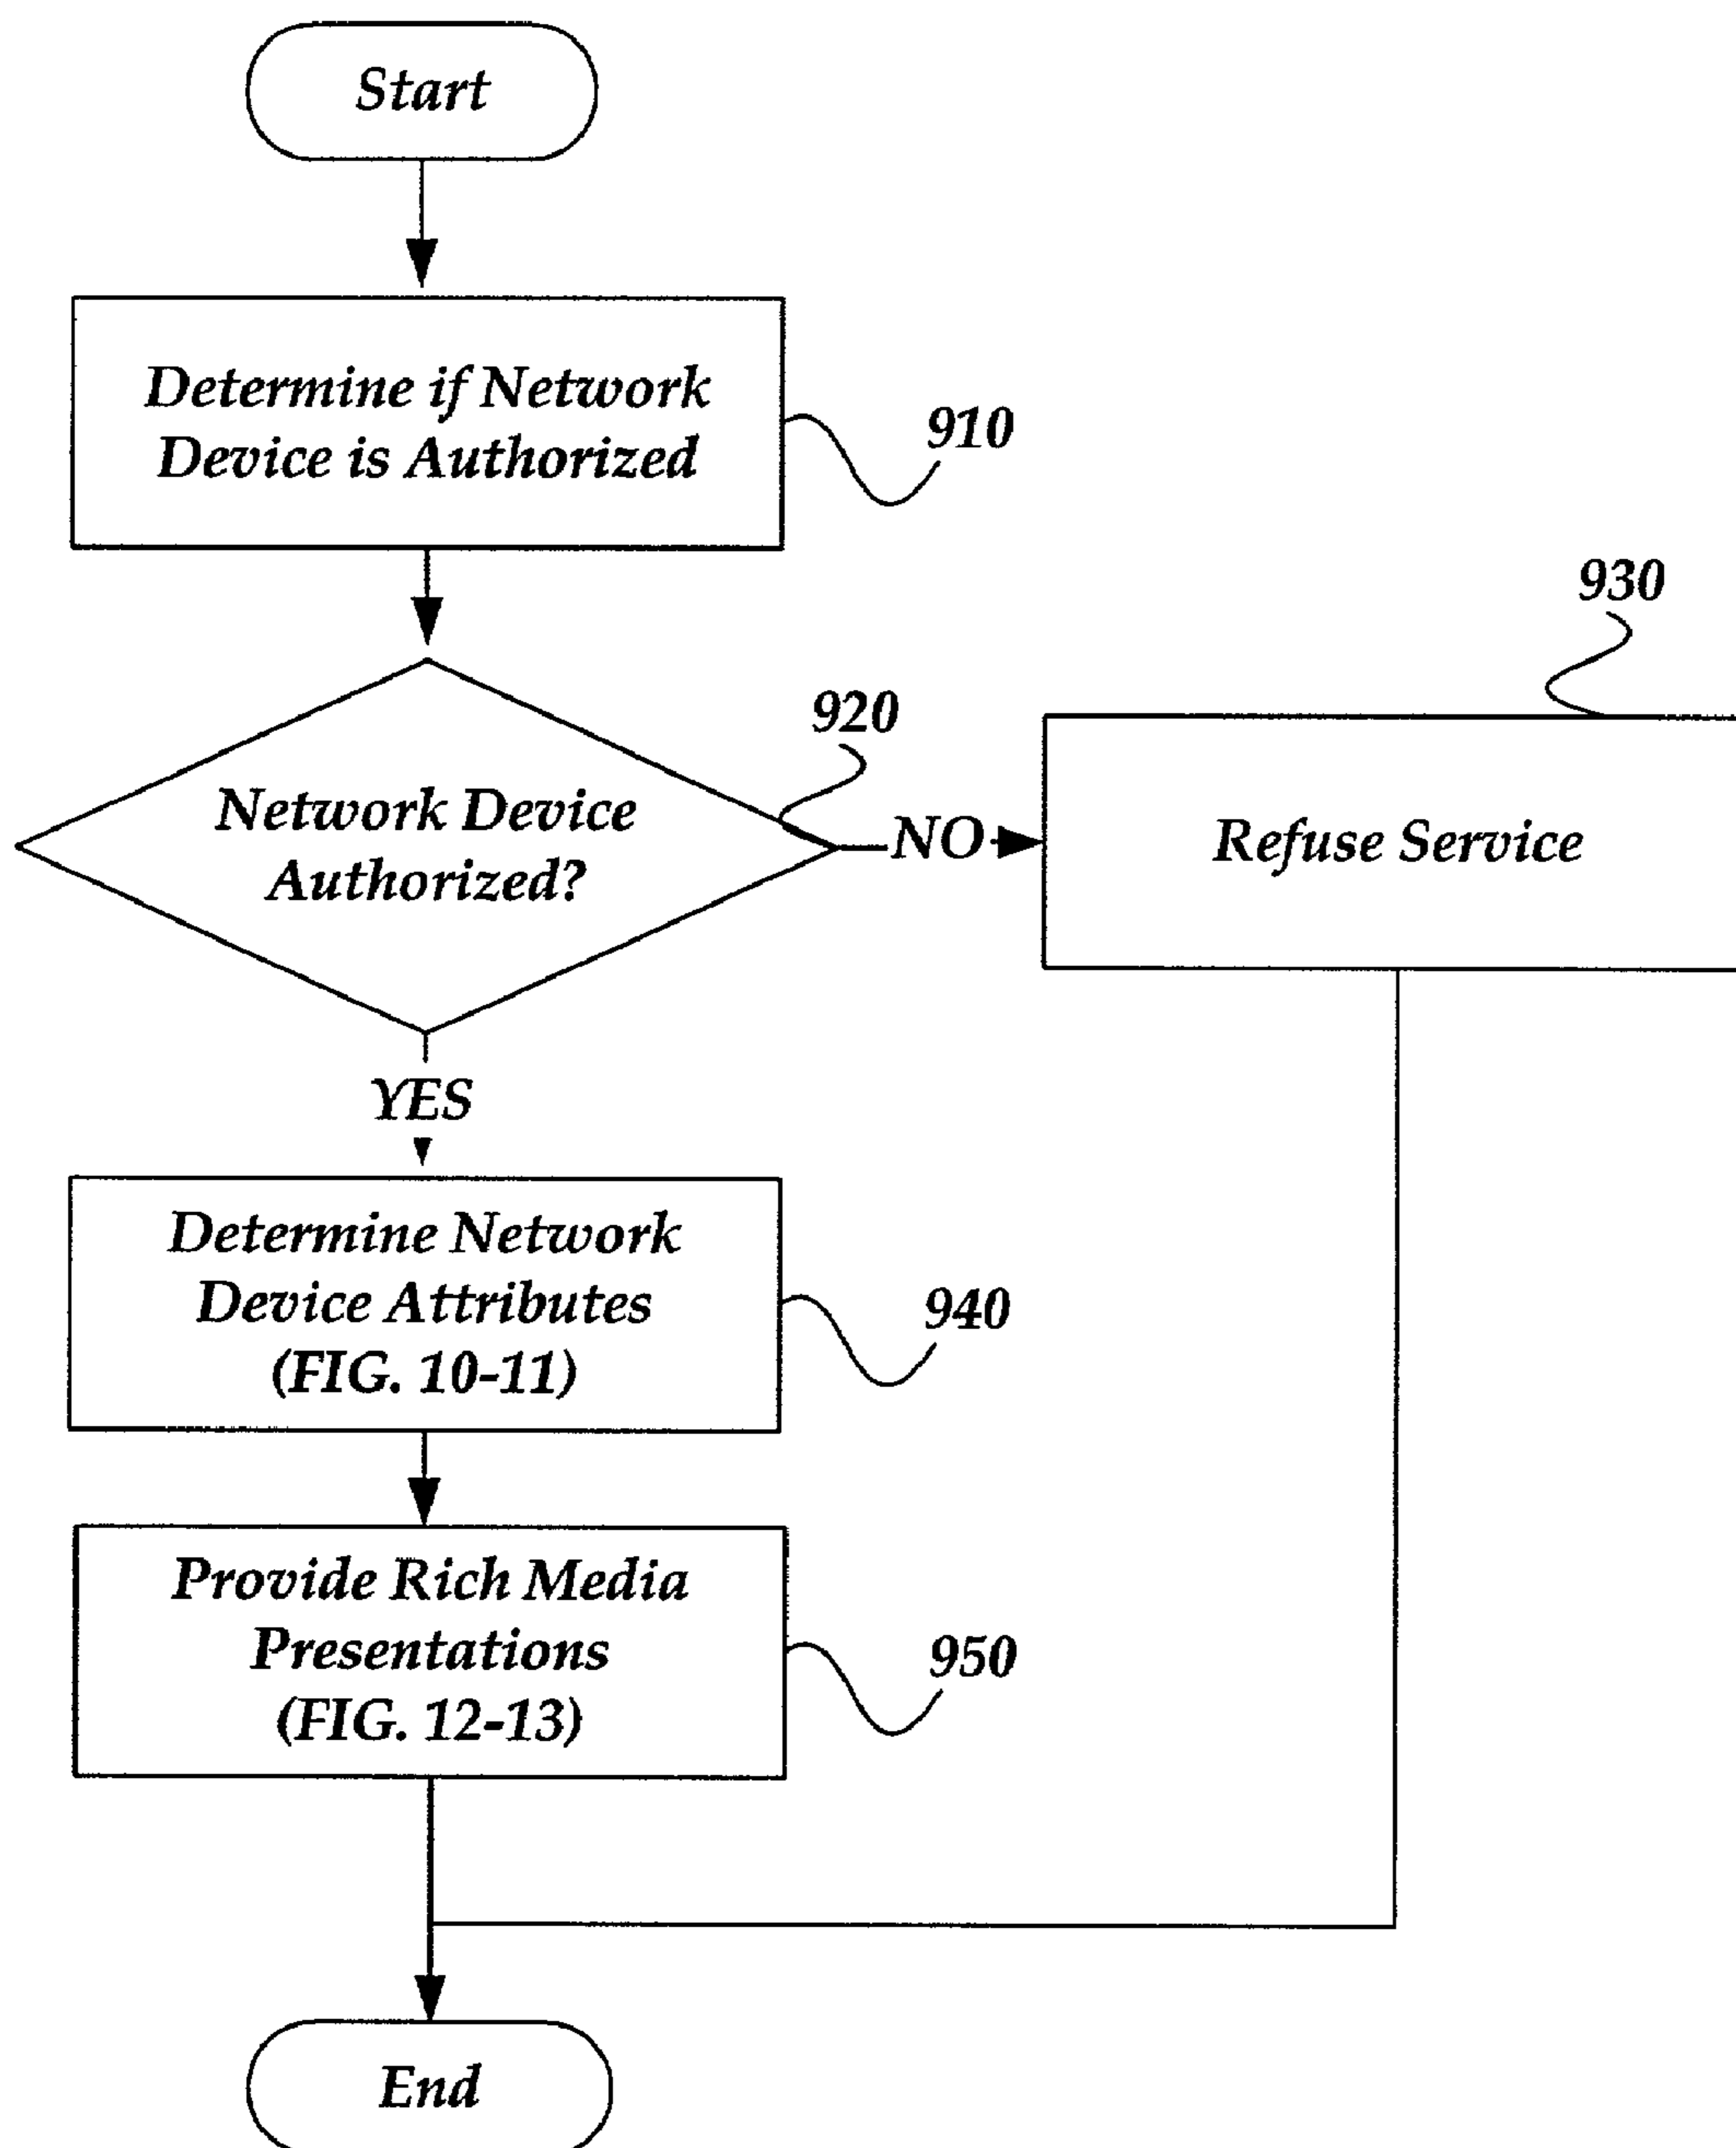 Start
Determine if Network
Device is Authorized
910
930
920
Network Device
Authorized?
NO
Refuse Service
YES
Determine Network
Device Attributes
(FIG. 10-11)
940
Provide Rich Media
Presentations
(FIG. 12-13)
950
End